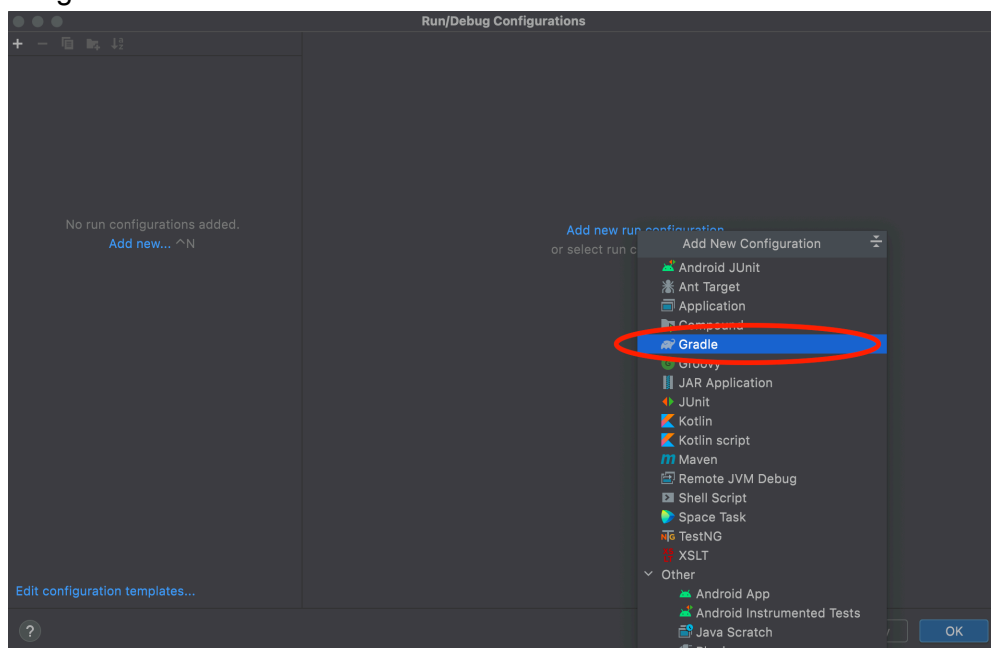 Run/Debug Configurations
No run configurations added.
Add new... ^N
Add new run configuration
or select run c
Add New Configuration
Android JUnit
Ant Target
Application
Compound
Gradle
Groovy
JAR Application
JUnit
Kotlin
Kotlin script
Maven
Remote JVM Debug
Shell Script
Space Task
TestNG
XSLT
Other
Android App
Android Instrumented Tests
Java Scratch
Edit configuration templates...
?
OK